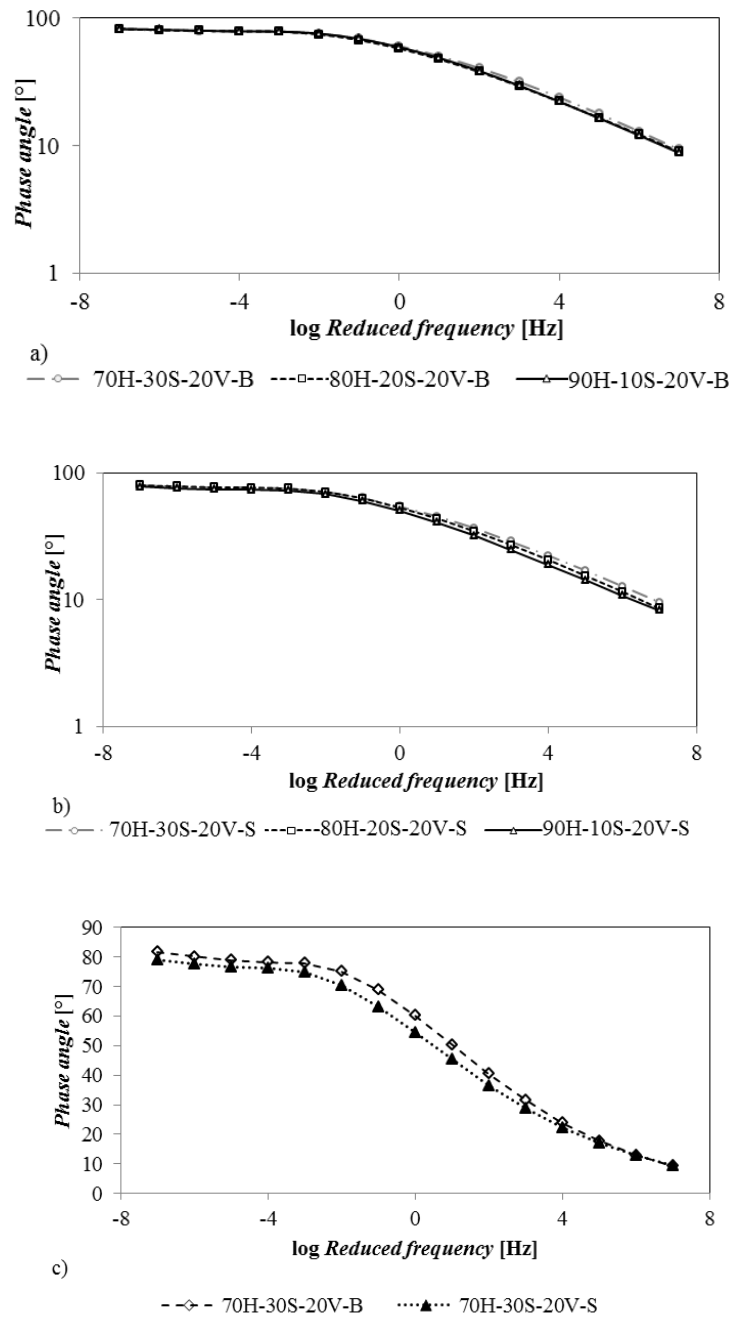 100
10
1
Phase angle [°]
-8 -4 0 4 8
log Reduced frequency [Hz]
a)
70H-30S-20V-B 80H-20S-20V-B 90H-10S-20V-B
100
10
1
Phase angle [°]
-8 -4 0 4 8
log Reduced frequency [Hz]
b)
70H-30S-20V-S 80H-20S-20V-S 90H-10S-20V-S
90
80
70
60
50
40
30
20
10
0
Phase angle [°]
-8 -4 0 4 8
log Reduced frequency [Hz]
c)
70H-30S-20V-B 70H-30S-20V-S